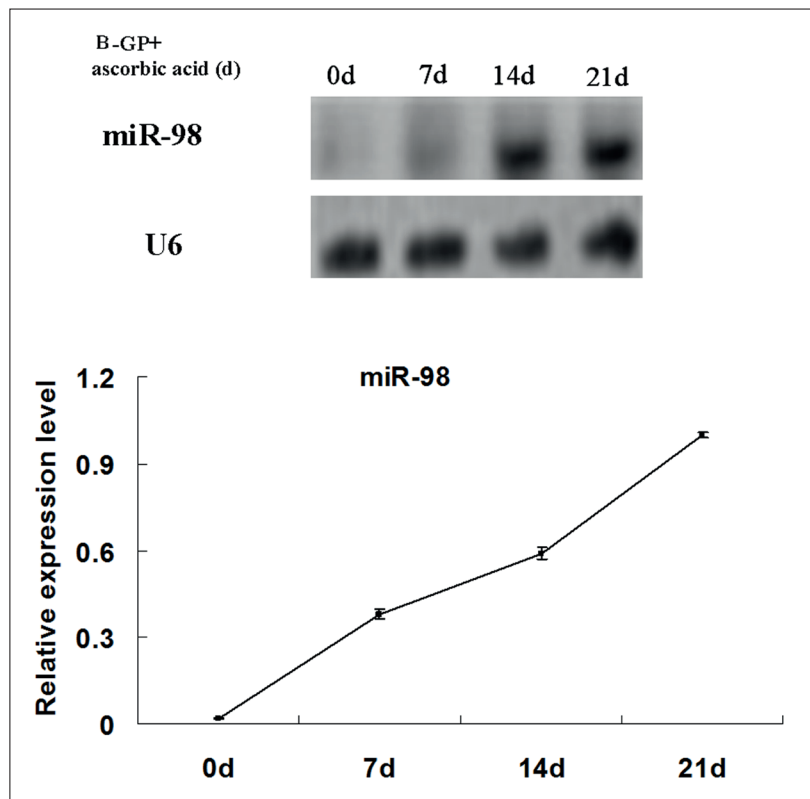 B-GP+
ascorbic acid (d)
0d 7d 14d 21d
miR-98
U6
miR-98
Relative expression level
1.2
0.9
0.6
0.3
0
0d 7d 14d 21d